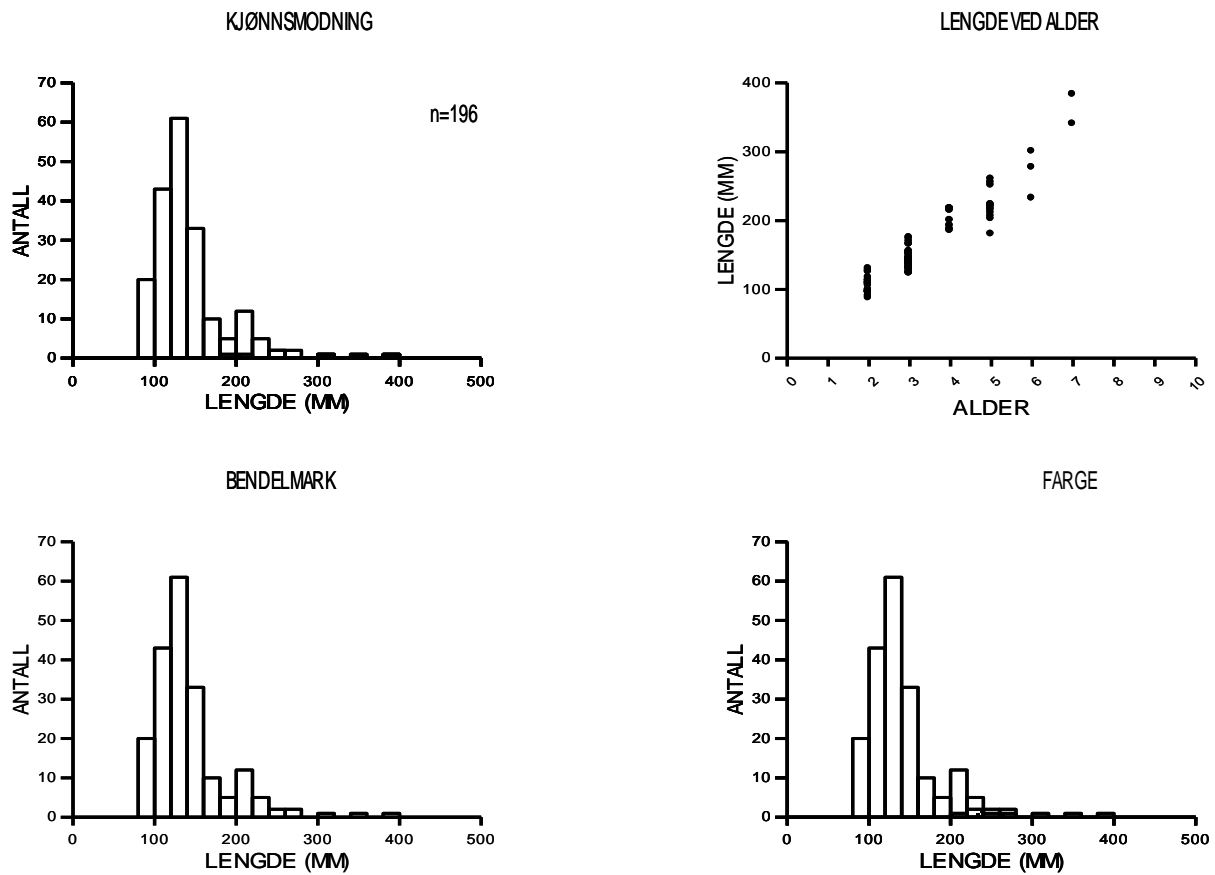 KJØNNSMODNING
70
60
50
40
30
20
10
0
ANTALL
n=196
0 100 200 300 400 500
LENGDE (MM)
LENGDE VED ALDER
400
300
200
100
0
LENGDE (MM)
0 1 2 3 4 5 6 7 8 9 10
ALDER
BENDELMARK
70
60
50
40
30
20
10
0
ANTALL
0 100 200 300 400 500
LENGDE (MM)
FARGE
70
60
50
40
30
20
10
0
ANTALL
0 100 200 300 400 500
LENGDE (MM)